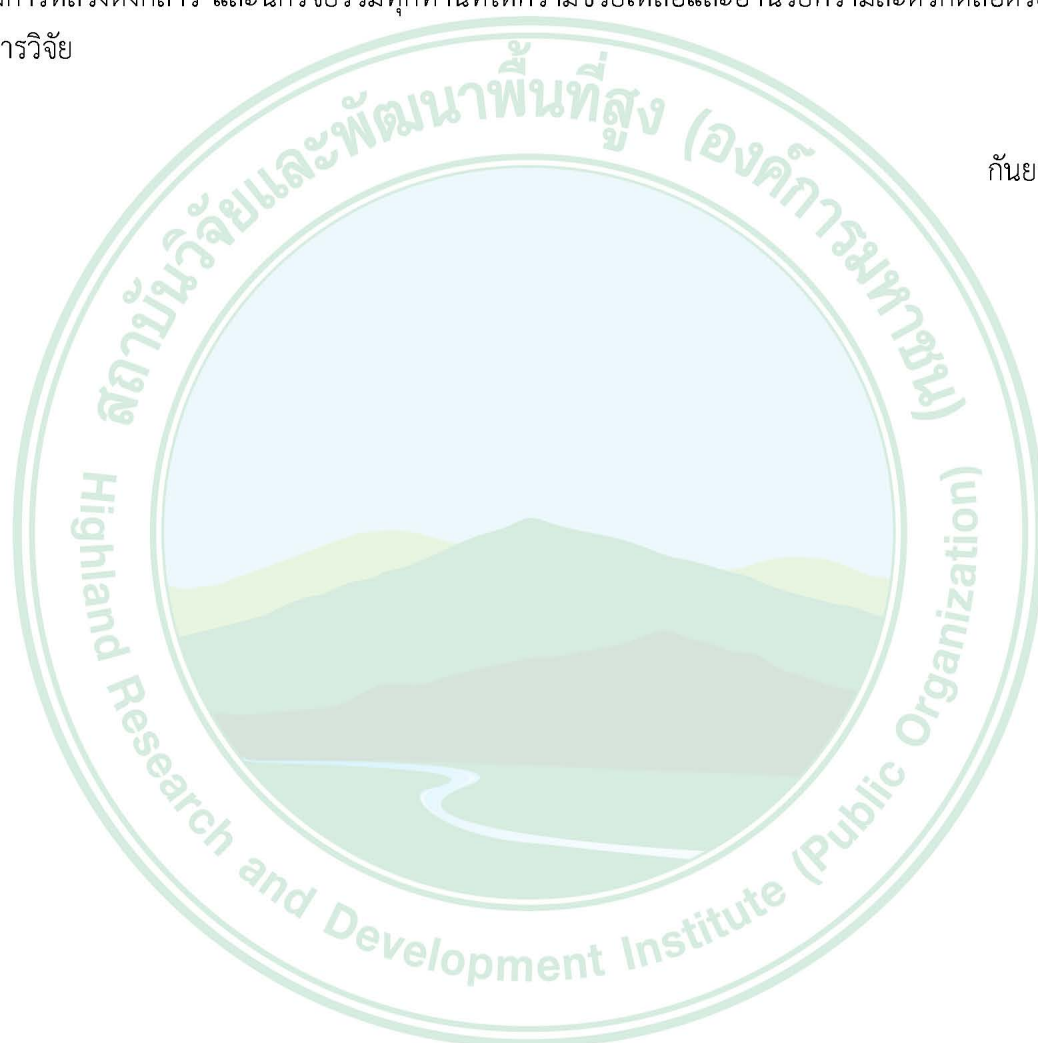 ารวิจัย
กันย
สถาบันวิจัยและพัฒนาพื้นที่สูง (องค์การมหาชน)
Highland Research and Development Institute (Public Organization)